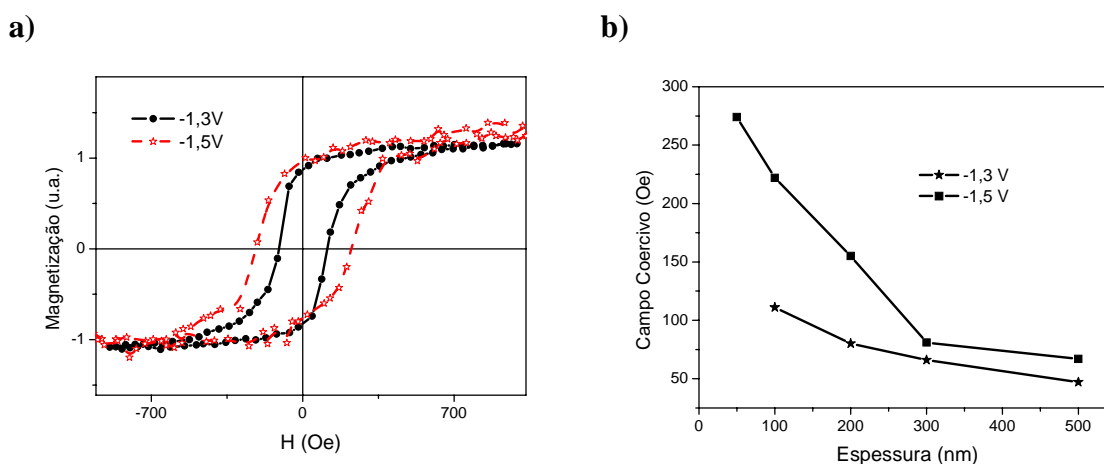 a)
-1,3V
-1,5V
1
0
-1
Magnetização (u.a.)
-700
0
700
H (Oe)
b)
300
250
200
150
100
50
Campo Coercivo (Oe)
-1,3 V
-1,5 V
0
100
200
300
400
500
Espessura (nm)